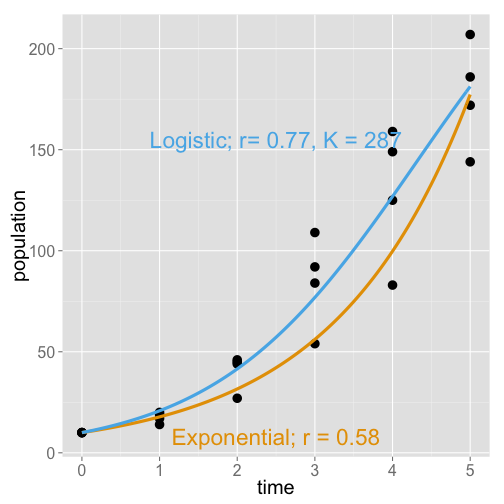 200
150
100
50
0
population
Logistic; r= 0.77, K = 287
Exponential; r = 0.58
0 1 2 3 4 5
time